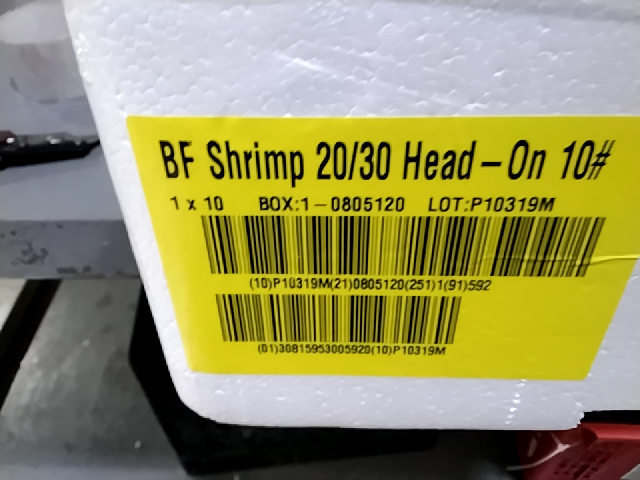 BF Shrimp 20/30 Head-On 10#
1 x 10 BOX:1-0805120 LOT:P10319M
(10)P10319M(21)0805120(251)1(91)592
(01)30815953005920(10)P10319M